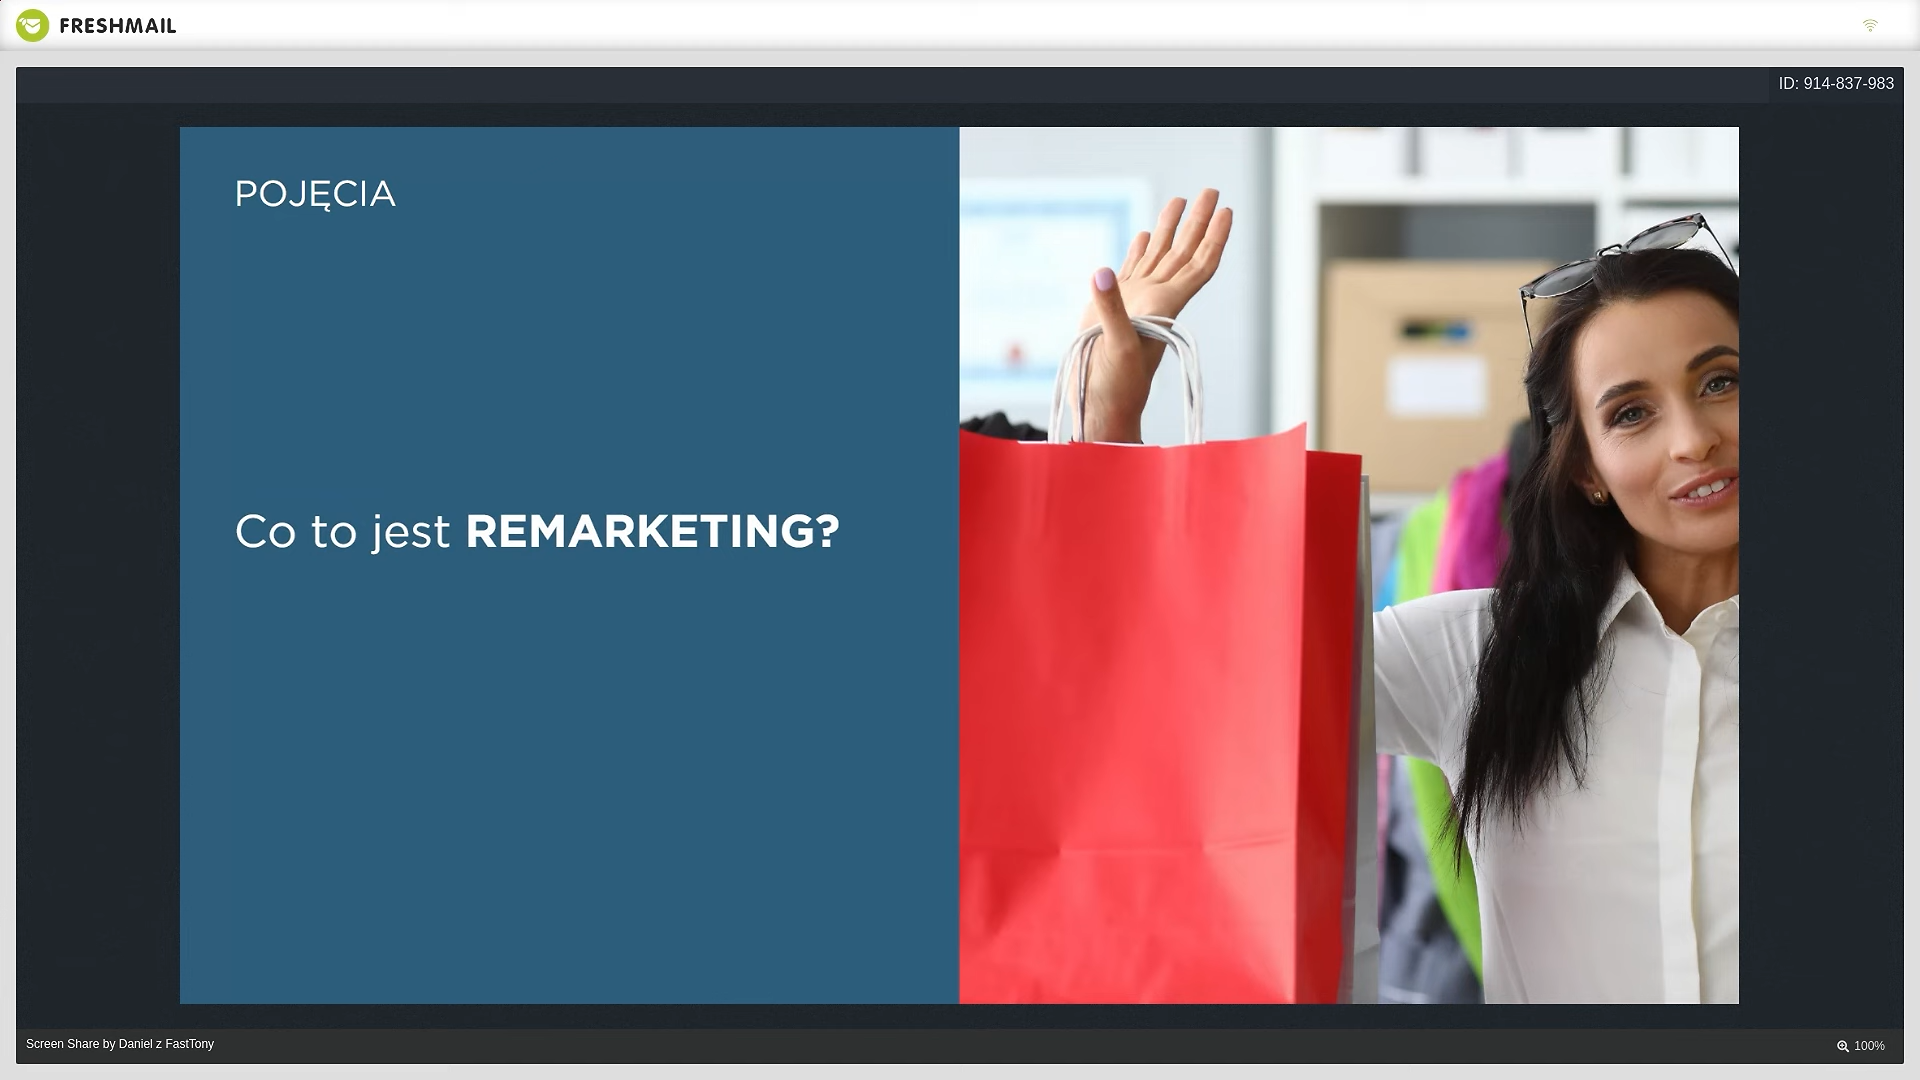 FRESHMAIL
ID: 914-837-983
POJĘCIA
Co to jest REMARKETING?
Screen Share by Daniel z FastTony
100%